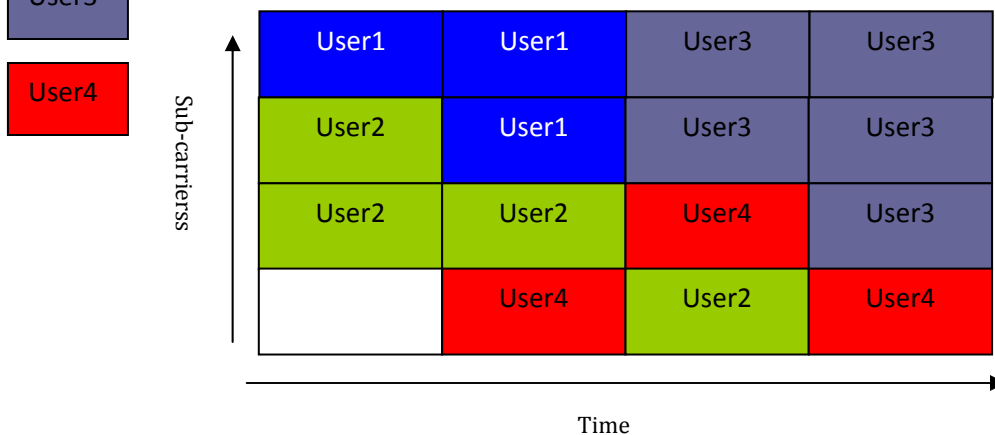 User3
User4
Sub-carrierss
User1 User1 User3 User3
User2 User1 User3 User3
User2 User2 User4 User3
User4 User2 User4
Time